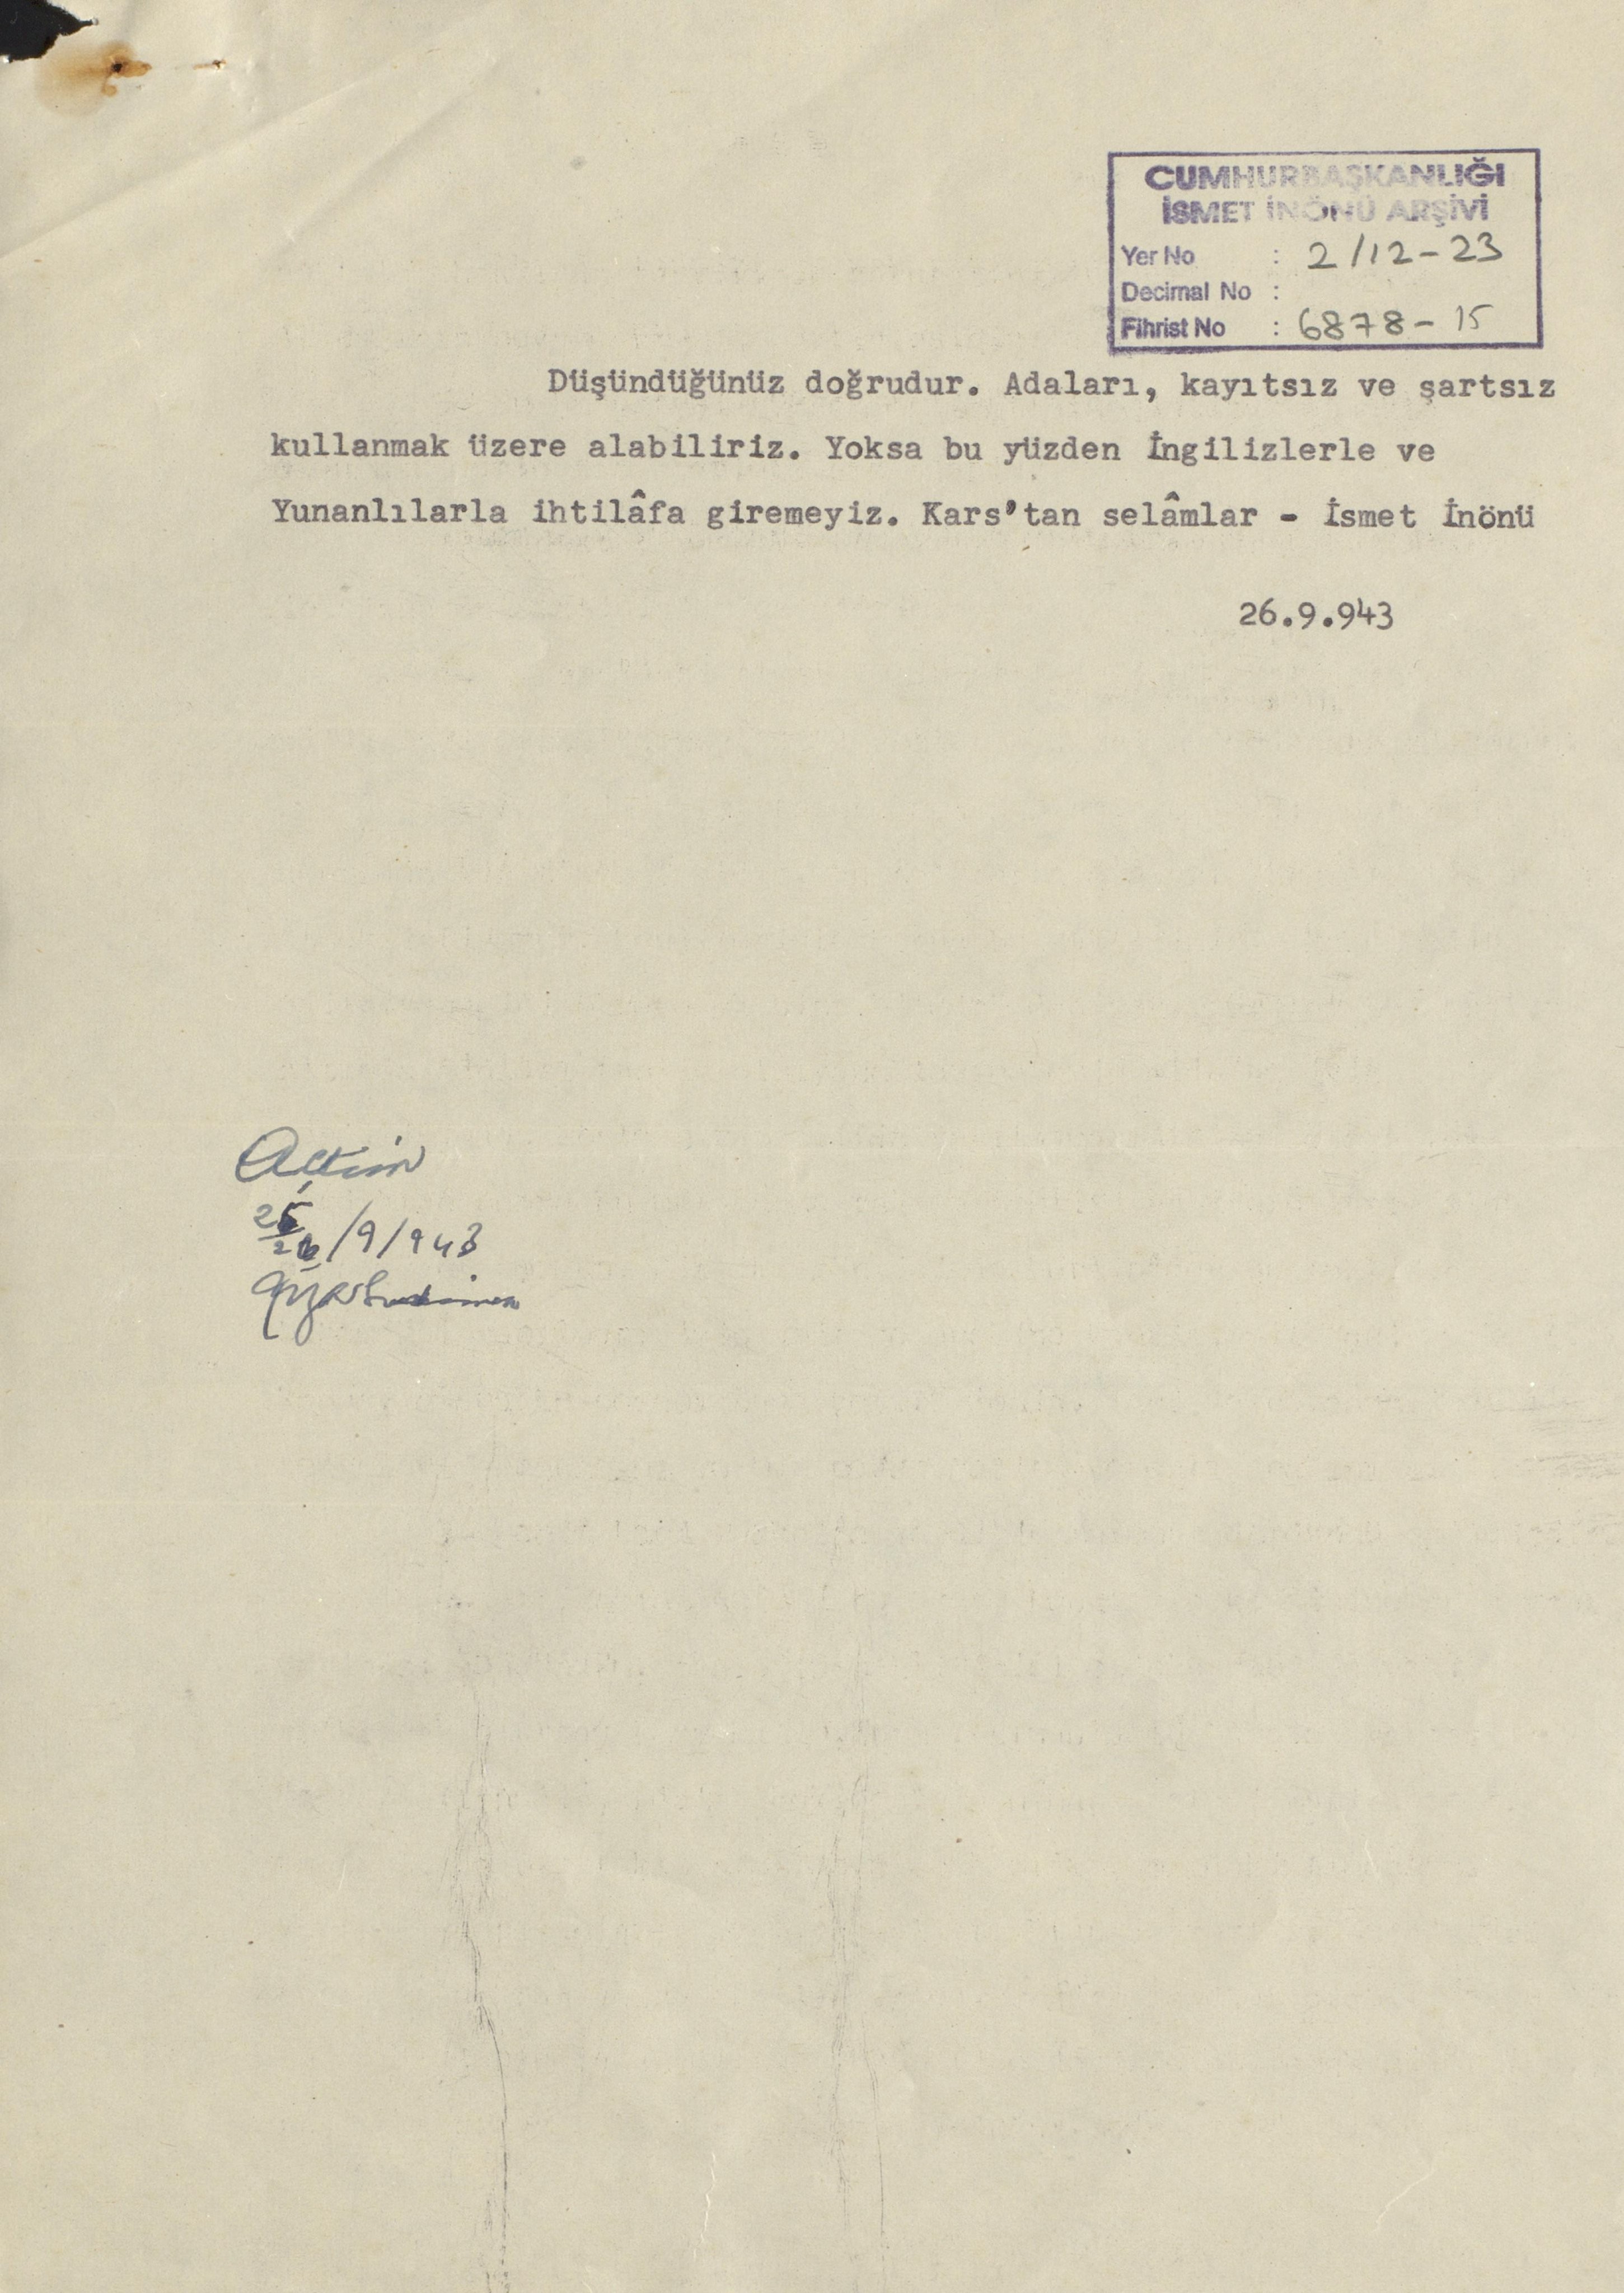 CUMHURBAŞKANLIĞI
İSMET İNÖNÜ ARŞİVİ
Yer No : 2/12-23
Decimal No :
Fihrist No : 6878-15
Düşündüğünüz doğrudur. Adaları, kayıtsız ve şartsız
kullanmak üzere alabiliriz. Yoksa bu yüzden İngilizlerle ve
Yunanlılarla ihtilâfa giremeyiz. Kars'tan selâmlar - İsmet İnönü
26.9.943
/9/943